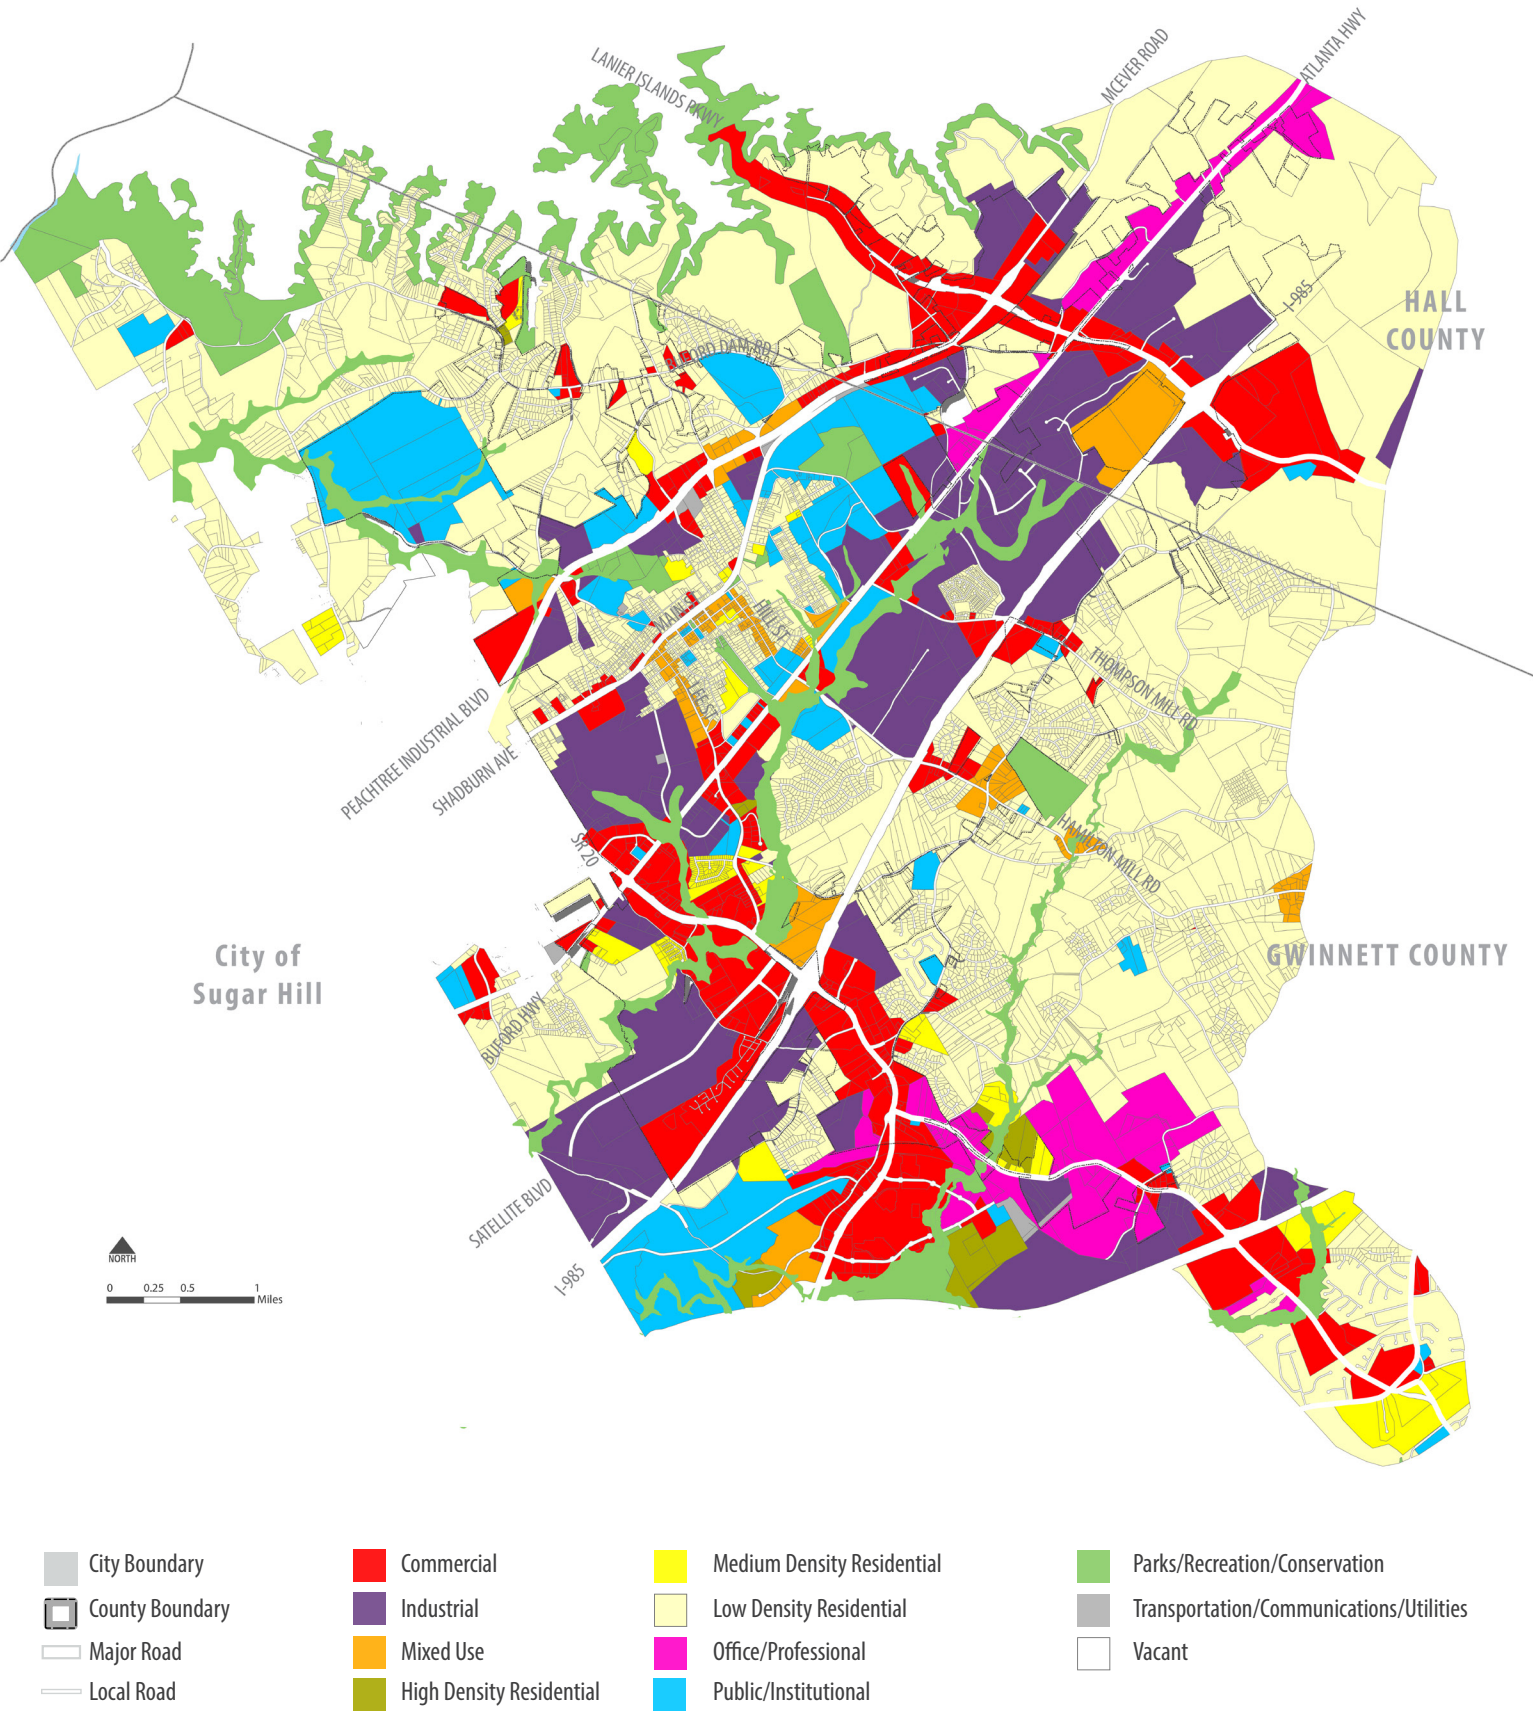 LANIER ISLANDS PKWY
MCEVER ROAD
ATLANTA HWY
I-985
HALL
COUNTY
BUFORD DAM RD
MAIN ST
HILL ST
LEE ST
THOMPSON MILL RD
PEACHTREE INDUSTRIAL BLVD
SHADBURN AVE
SR 20
HAMILTON MILL RD
City of
Sugar Hill
GWINNETT COUNTY
BUFORD HWY
SATELLITE BLVD
I-985
NORTH
0 0.25 0.5 1
Miles
City Boundary
County Boundary
Major Road
Local Road
Commercial
Industrial
Mixed Use
High Density Residential
Medium Density Residential
Low Density Residential
Office/Professional
Public/Institutional
Parks/Recreation/Conservation
Transportation/Communications/Utilities
Vacant